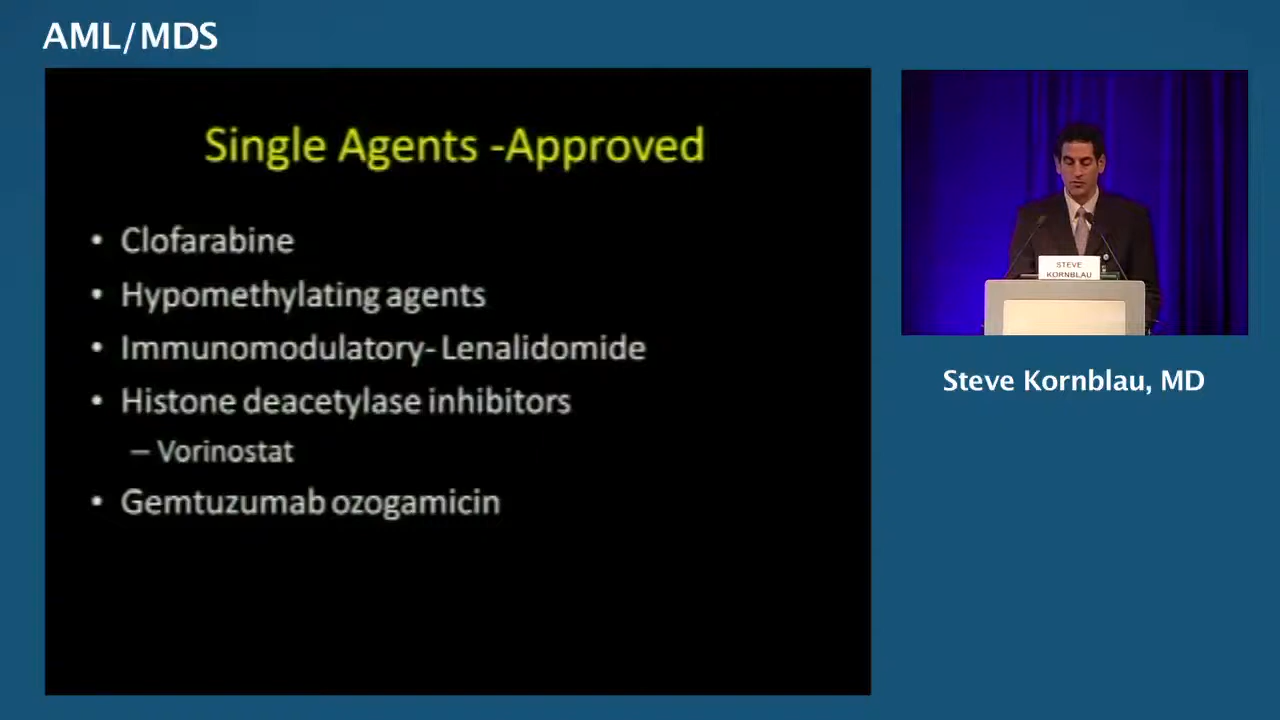 AML/MDS
Single Agents -Approved
• Clofarabine
• Hypomethylating agents
• Immunomodulatory- Lenalidomide
• Histone deacetylase inhibitors
– Vorinostat
• Gemtuzumab ozogamicin
STEVE
KORNBLAU
Steve Kornblau, MD